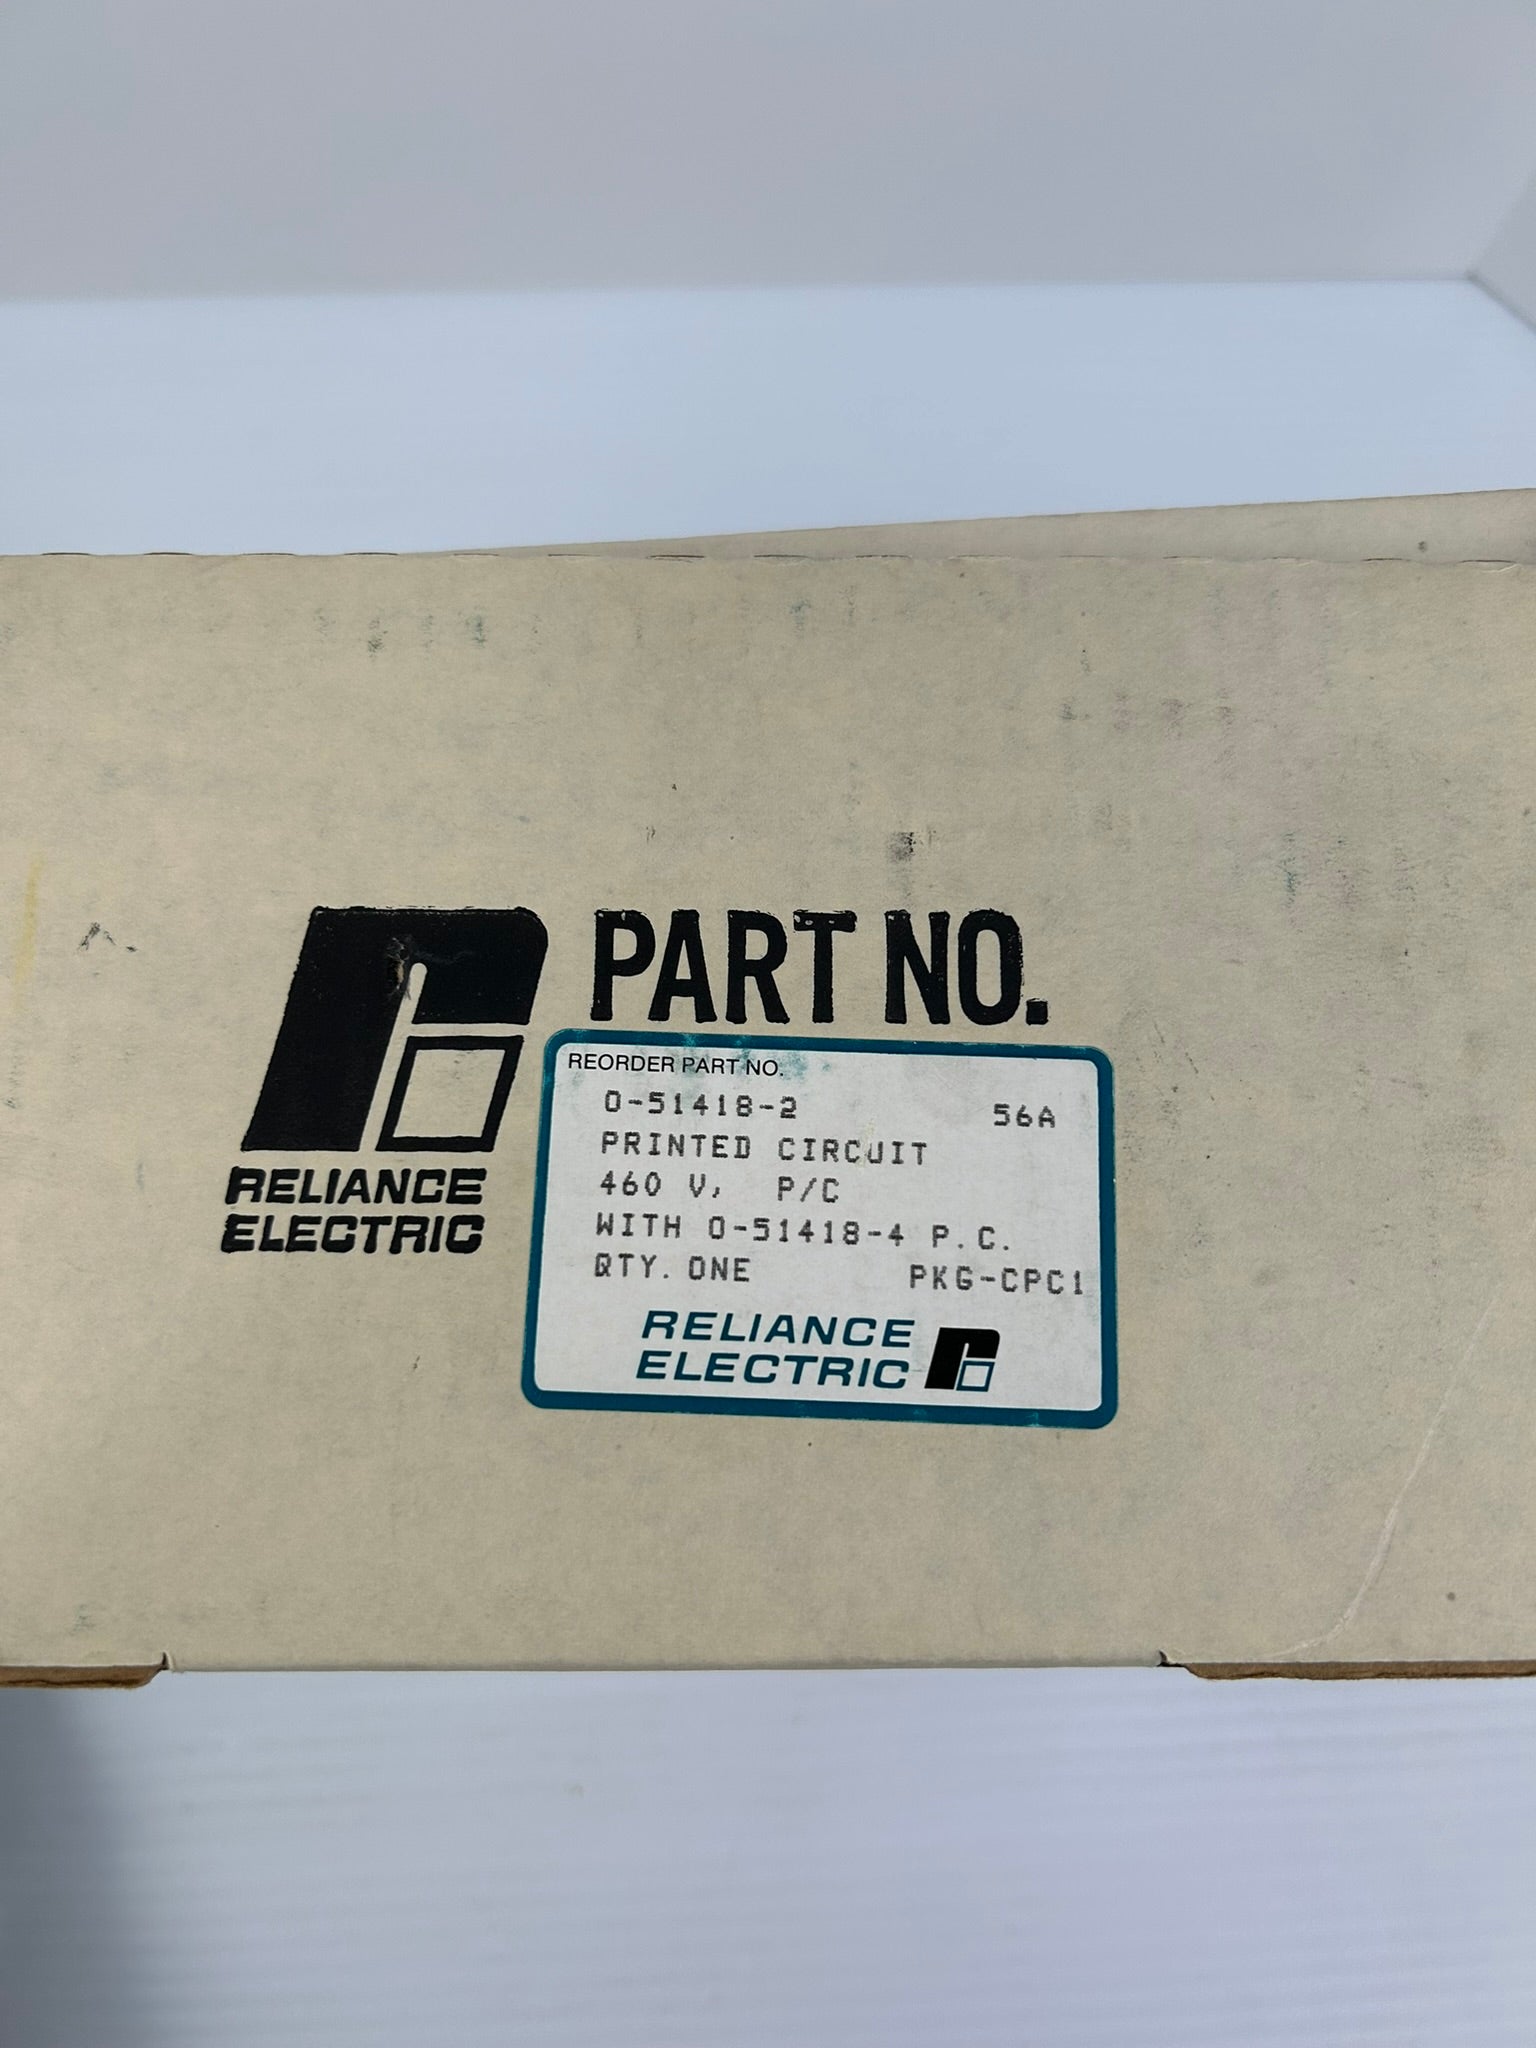 PART NO.
RELIANCE
ELECTRIC
REORDER PART NO.
0-51418-2 56A
PRINTED CIRCUIT
460 V, P/C
WITH 0-51418-4 P.C.
QTY. ONE PKG-CPC1
RELIANCE
ELECTRIC